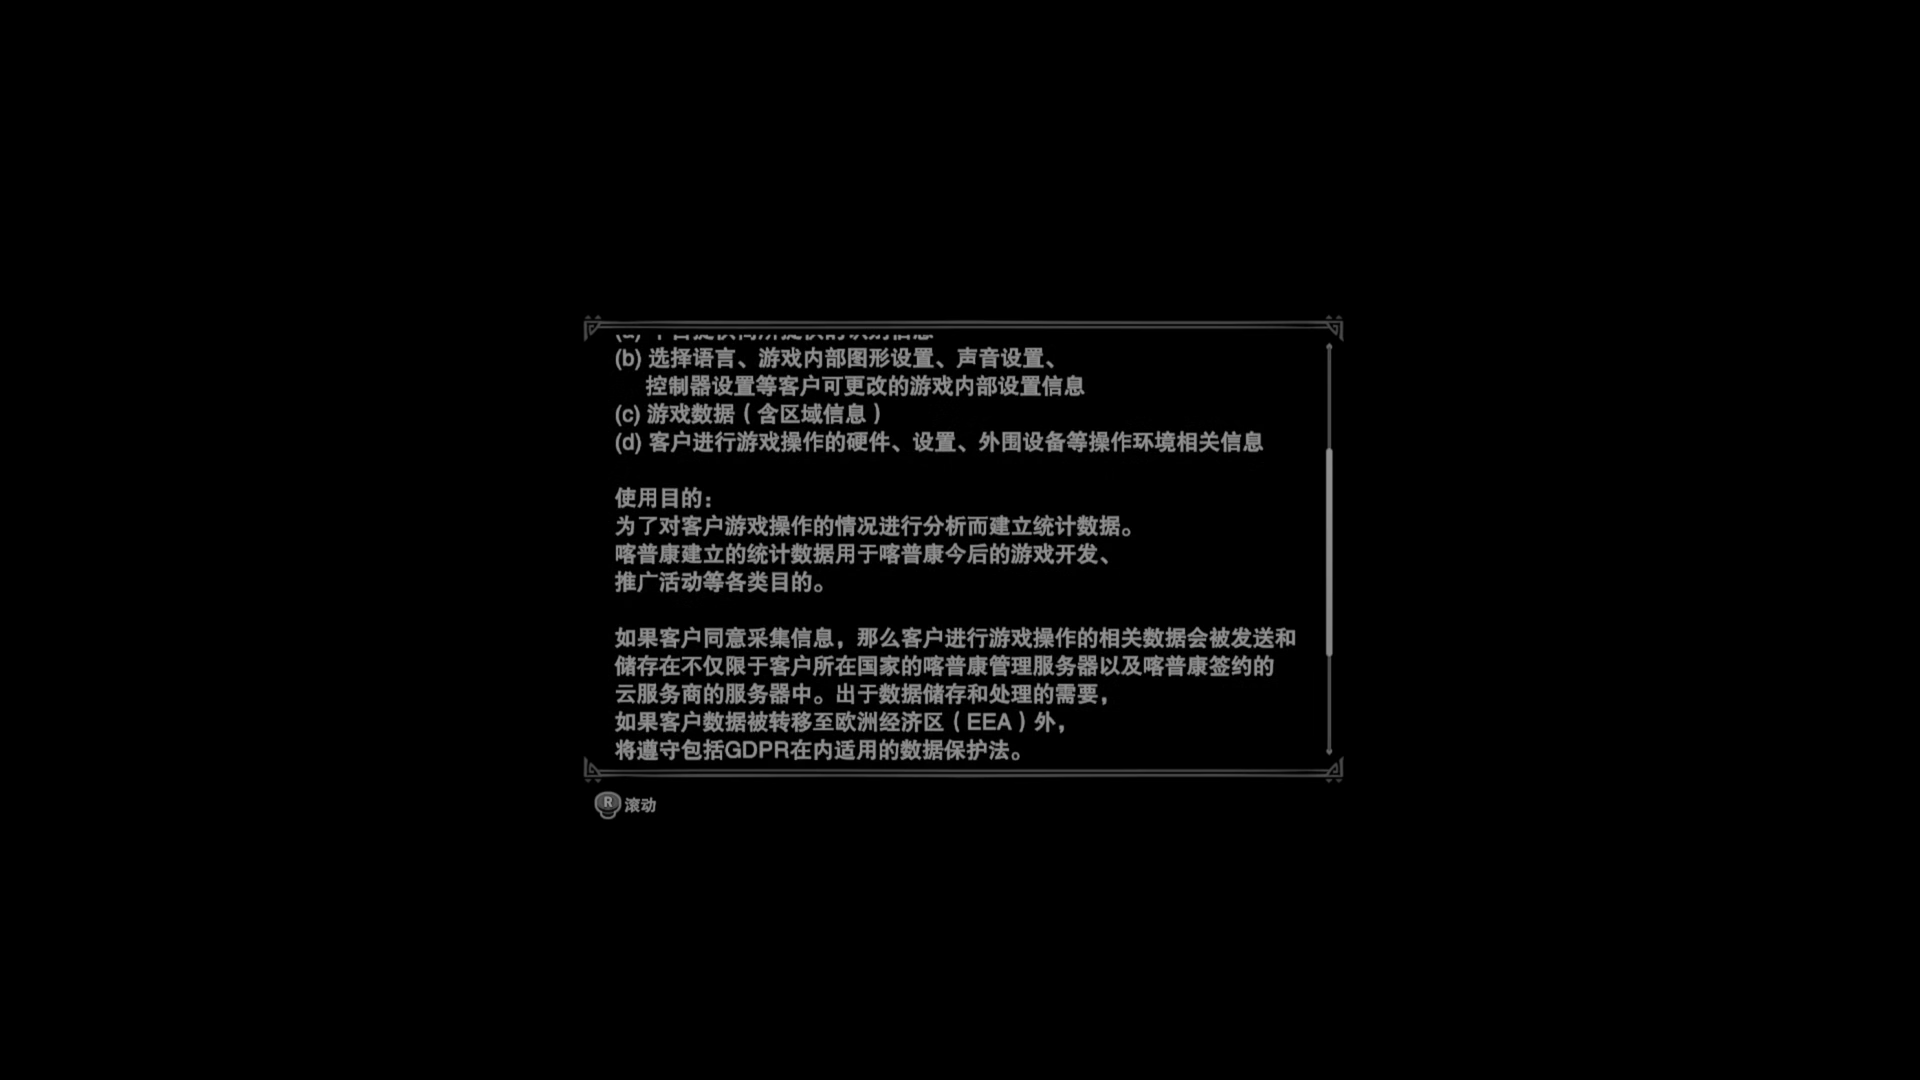 (b) 选择语言、游戏内部图形设置、声音设置、
控制器设置等客户可更改的游戏内部设置信息
(c) 游戏数据（含区域信息）
(d) 客户进行游戏操作的硬件、设置、外围设备等操作环境相关信息
使用目的：
为了对客户游戏操作的情况进行分析而建立统计数据。
喀普康建立的统计数据用于喀普康今后的游戏开发、
推广活动等各类目的。
如果客户同意采集信息，那么客户进行游戏操作的相关数据会被发送和
储存在不仅限于客户所在国家的喀普康管理服务器以及喀普康签约的
云服务商的服务器中。出于数据储存和处理的需要，
如果客户数据被转移至欧洲经济区（EEA）外，
将遵守包括GDPR在内适用的数据保护法。
R 滚动